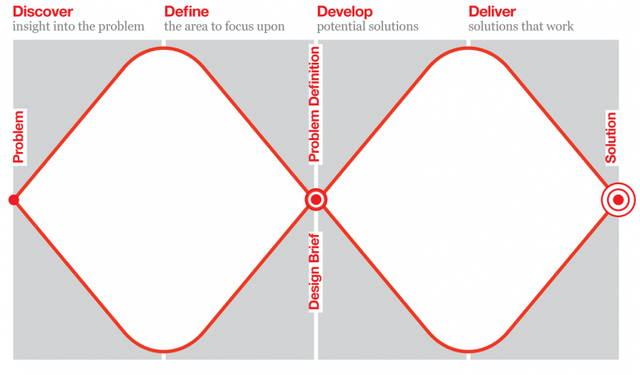 Discover
insight into the problem
Define
the area to focus upon
Develop
potential solutions
Deliver
solutions that work
Problem
Problem Definition
Design Brief
Solution